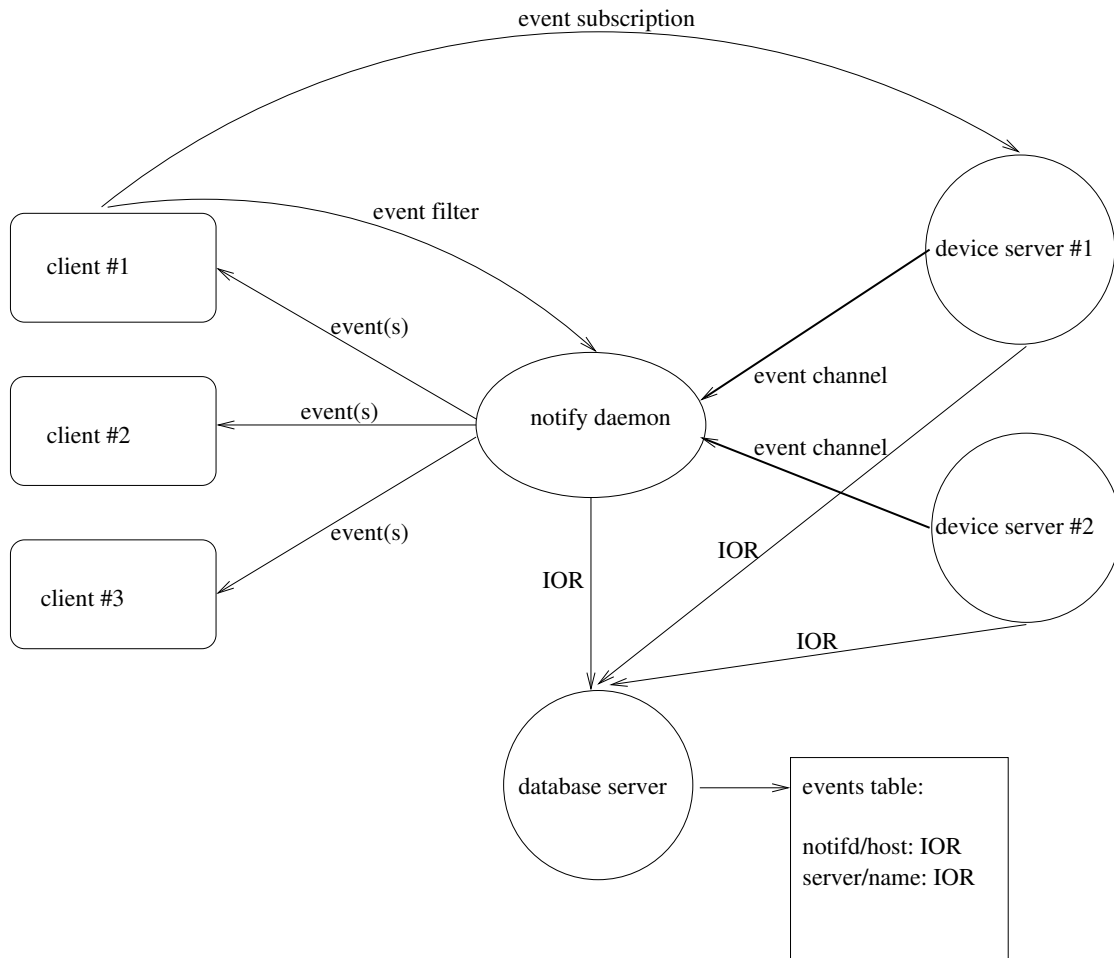 event subscription
event filter
client #1
device server #1
event(s)
event channel
client #2
event(s)
notify daemon
event channel
device server #2
event(s)
IOR
client #3
IOR
IOR
database server
events table:
notifd/host: IOR
server/name: IOR